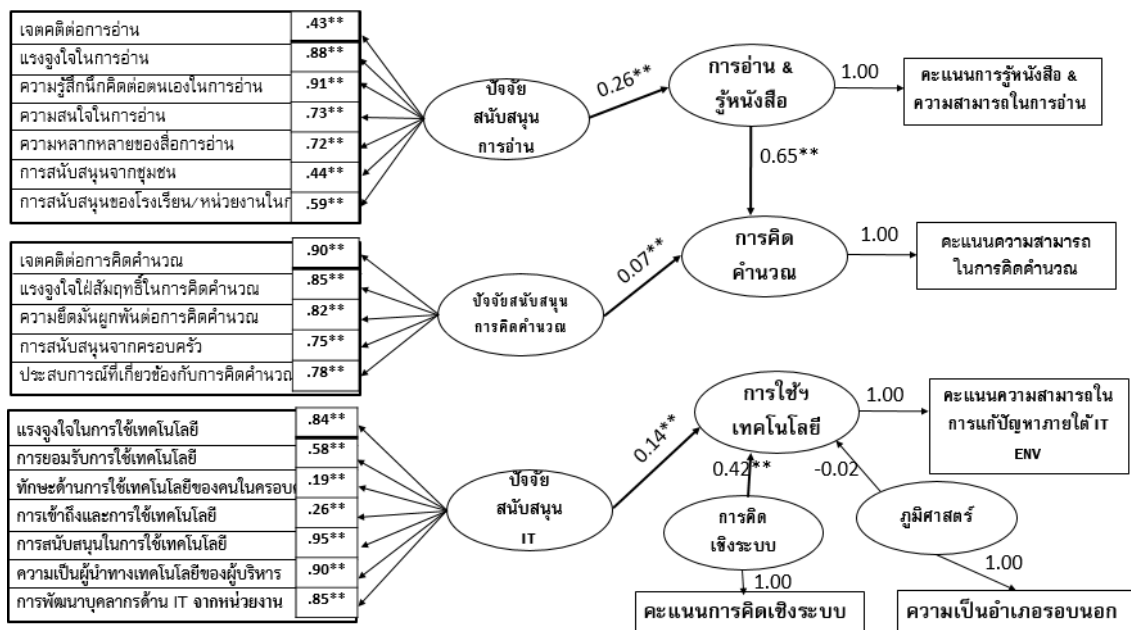 เจตคติต่อการอ่าน .43**
แรงจูงใจในการอ่าน .88**
ความรู้สึกนึกคิดต่อตนเองในการอ่าน .91**
ความสนใจในการอ่าน .73**
ความหลากหลายของสื่อการอ่าน .72**
การสนับสนุนจากชุมชน .44**
การสนับสนุนของโรงเรียน/หน่วยงานในก .59**
ปัจจัย
สนับสนุน
การอ่าน
0.26**
การอ่าน &
รู้หนังสือ
1.00
คะแนนการรู้หนังสือ &
ความสามารถในการอ่าน
0.65**
เจตคติต่อการคิดคำนวณ .90**
แรงจูงใจใฝ่สัมฤทธิ์ในการคิดคำนวณ .85**
ความยึดมั่นผูกพันต่อการคิดคำนวณ .82**
การสนับสนุนจากครอบครัว .75**
ประสบการณ์ที่เกี่ยวข้องกับการคิดคำนวณ .78**
ปัจจัยสนับสนุน
การคิดคำนวณ
0.07**
การคิด
คำนวณ
1.00
คะแนนความสามารถ
ในการคิดคำนวณ
แรงจูงใจในการใช้เทคโนโลยี .84**
การยอมรับการใช้เทคโนโลยี .58**
ทักษะด้านการใช้เทคโนโลยีของคนในครอบค .19**
การเข้าถึงและการใช้เทคโนโลยี .26**
การสนับสนุนในการใช้เทคโนโลยี .95**
ความเป็นผู้นำทางเทคโนโลยีของผู้บริหาร .90**
การพัฒนาบุคลากรด้าน IT จากหน่วยงาน .85**
ปัจจัย
สนับสนุน
IT
0.14**
การใช้ฯ
เทคโนโลยี
1.00
คะแนนความสามารถใน
การแก้ปัญหาภายใต้ IT
ENV
0.42**
-0.02
การคิด
เชิงระบบ
ภูมิศาสตร์
1.00
1.00
คะแนนการคิดเชิงระบบ
ความเป็นอำเภอรอบนอก